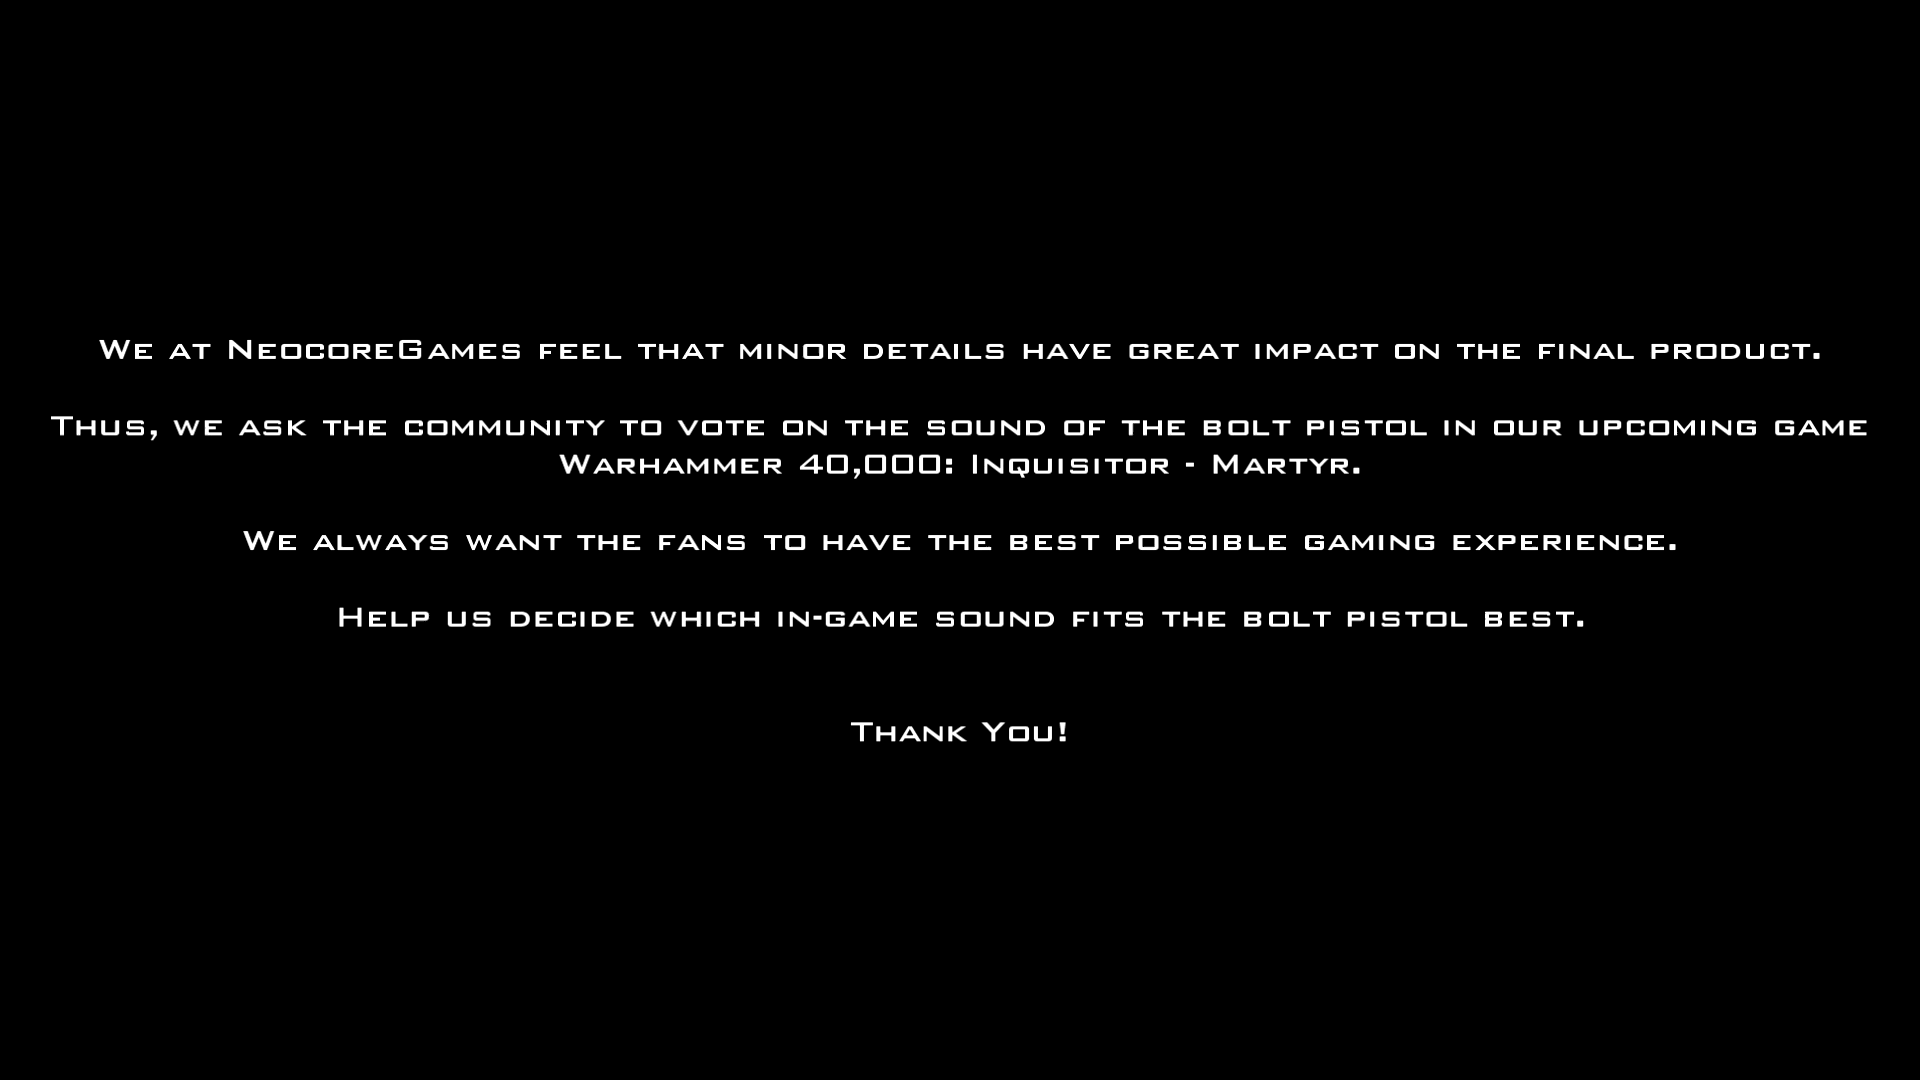 We at NeocoreGames feel that minor details have great impact on the final product.
Thus, we ask the community to vote on the sound of the bolt pistol in our upcoming game
Warhammer 40,000: Inquisitor - Martyr.
We always want the fans to have the best possible gaming experience.
Help us decide which in-game sound fits the bolt pistol best.
Thank You!